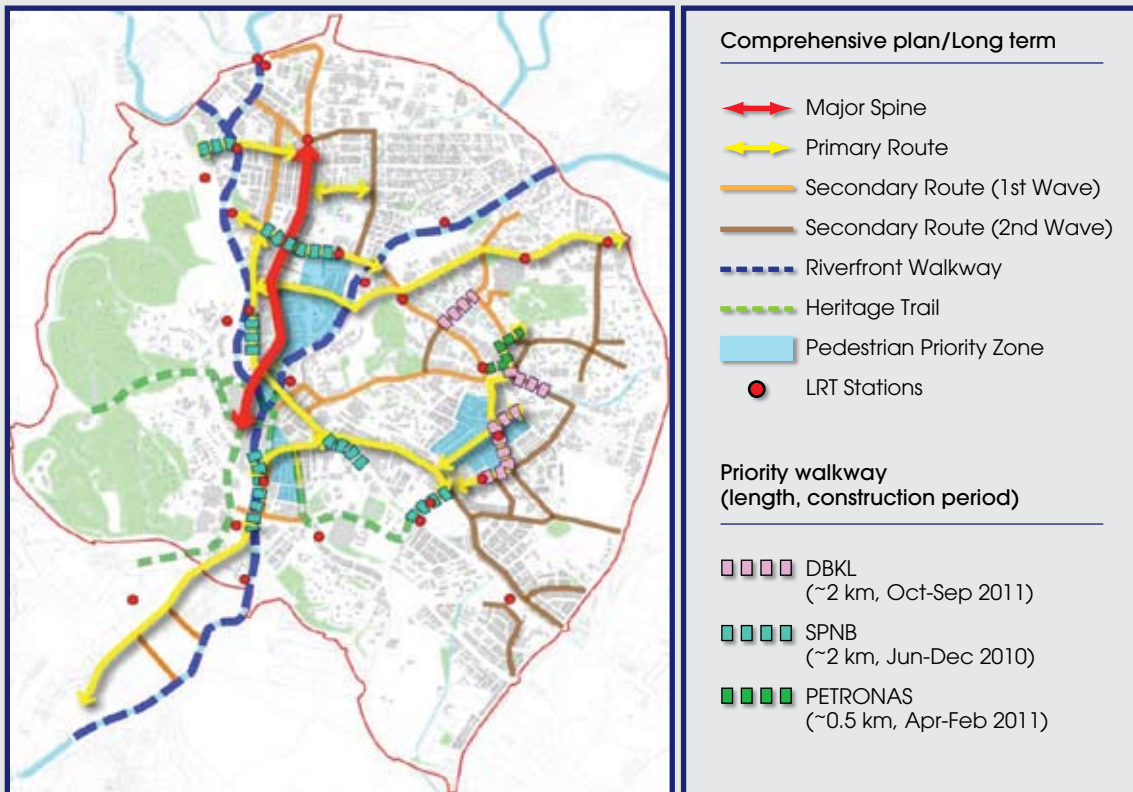 Comprehensive plan/Long term
Major Spine
Primary Route
Secondary Route (1st Wave)
Secondary Route (2nd Wave)
Riverfront Walkway
Heritage Trail
Pedestrian Priority Zone
LRT Stations
Priority walkway
(length, construction period)
DBKL
(~2 km, Oct-Sep 2011)
SPNB
(~2 km, Jun-Dec 2010)
PETRONAS
(~0.5 km, Apr-Feb 2011)